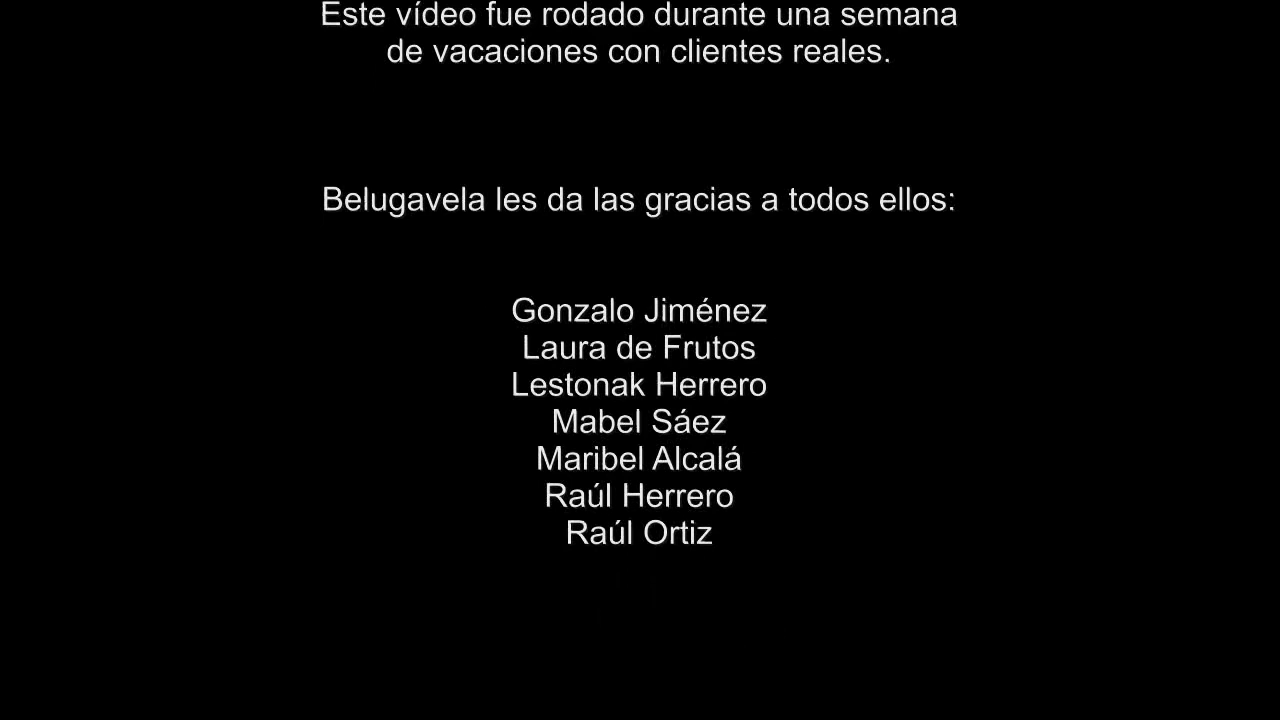 Este vídeo fue rodado durante una semana
de vacaciones con clientes reales.
Belugavela les da las gracias a todos ellos:
Gonzalo Jiménez
Laura de Frutos
Lestonak Herrero
Mabel Sáez
Maribel Alcalá
Raúl Herrero
Raúl Ortiz